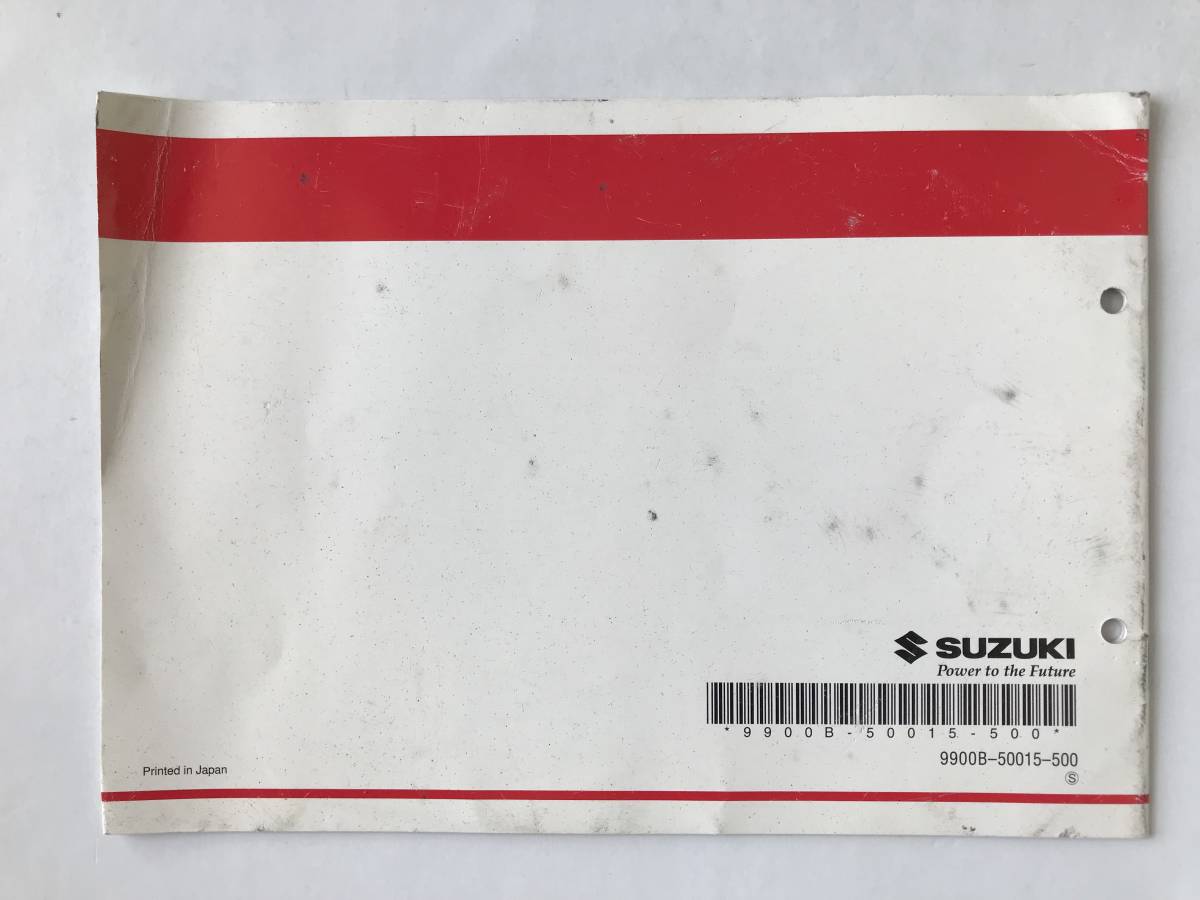 SUZUKI
Power to the Future
*9900B-50015-500*
9900B-50015-500
Ⓢ
Printed in Japan